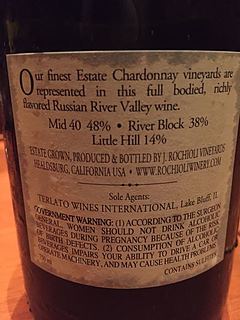 Our finest Estate Chardonnay vineyards are
represented in this full bodied, richly
flavored Russian River Valley wine.
Mid 40 48% • River Block 38%
Little Hill 14%
ESTATE GROWN, PRODUCED & BOTTLED BY J. ROCHIOLI VINEYARDS
HEALDSBURG, CALIFORNIA USA • WWW.ROCHIOLIWINERY.COM
Sole Agents:
TERLATO WINES INTERNATIONAL, Lake Bluff, IL
GOVERNMENT WARNING: (1) ACCORDING TO THE SURGEON
GENERAL, WOMEN SHOULD NOT DRINK ALCOHOLIC
BEVERAGES DURING PREGNANCY BECAUSE OF THE RISK
OF BIRTH DEFECTS. (2) CONSUMPTION OF ALCOHOLIC
BEVERAGES IMPAIRS YOUR ABILITY TO DRIVE A CAR OR
OPERATE MACHINERY, AND MAY CAUSE HEALTH PROBLEMS.
CONTAINS SULFITES